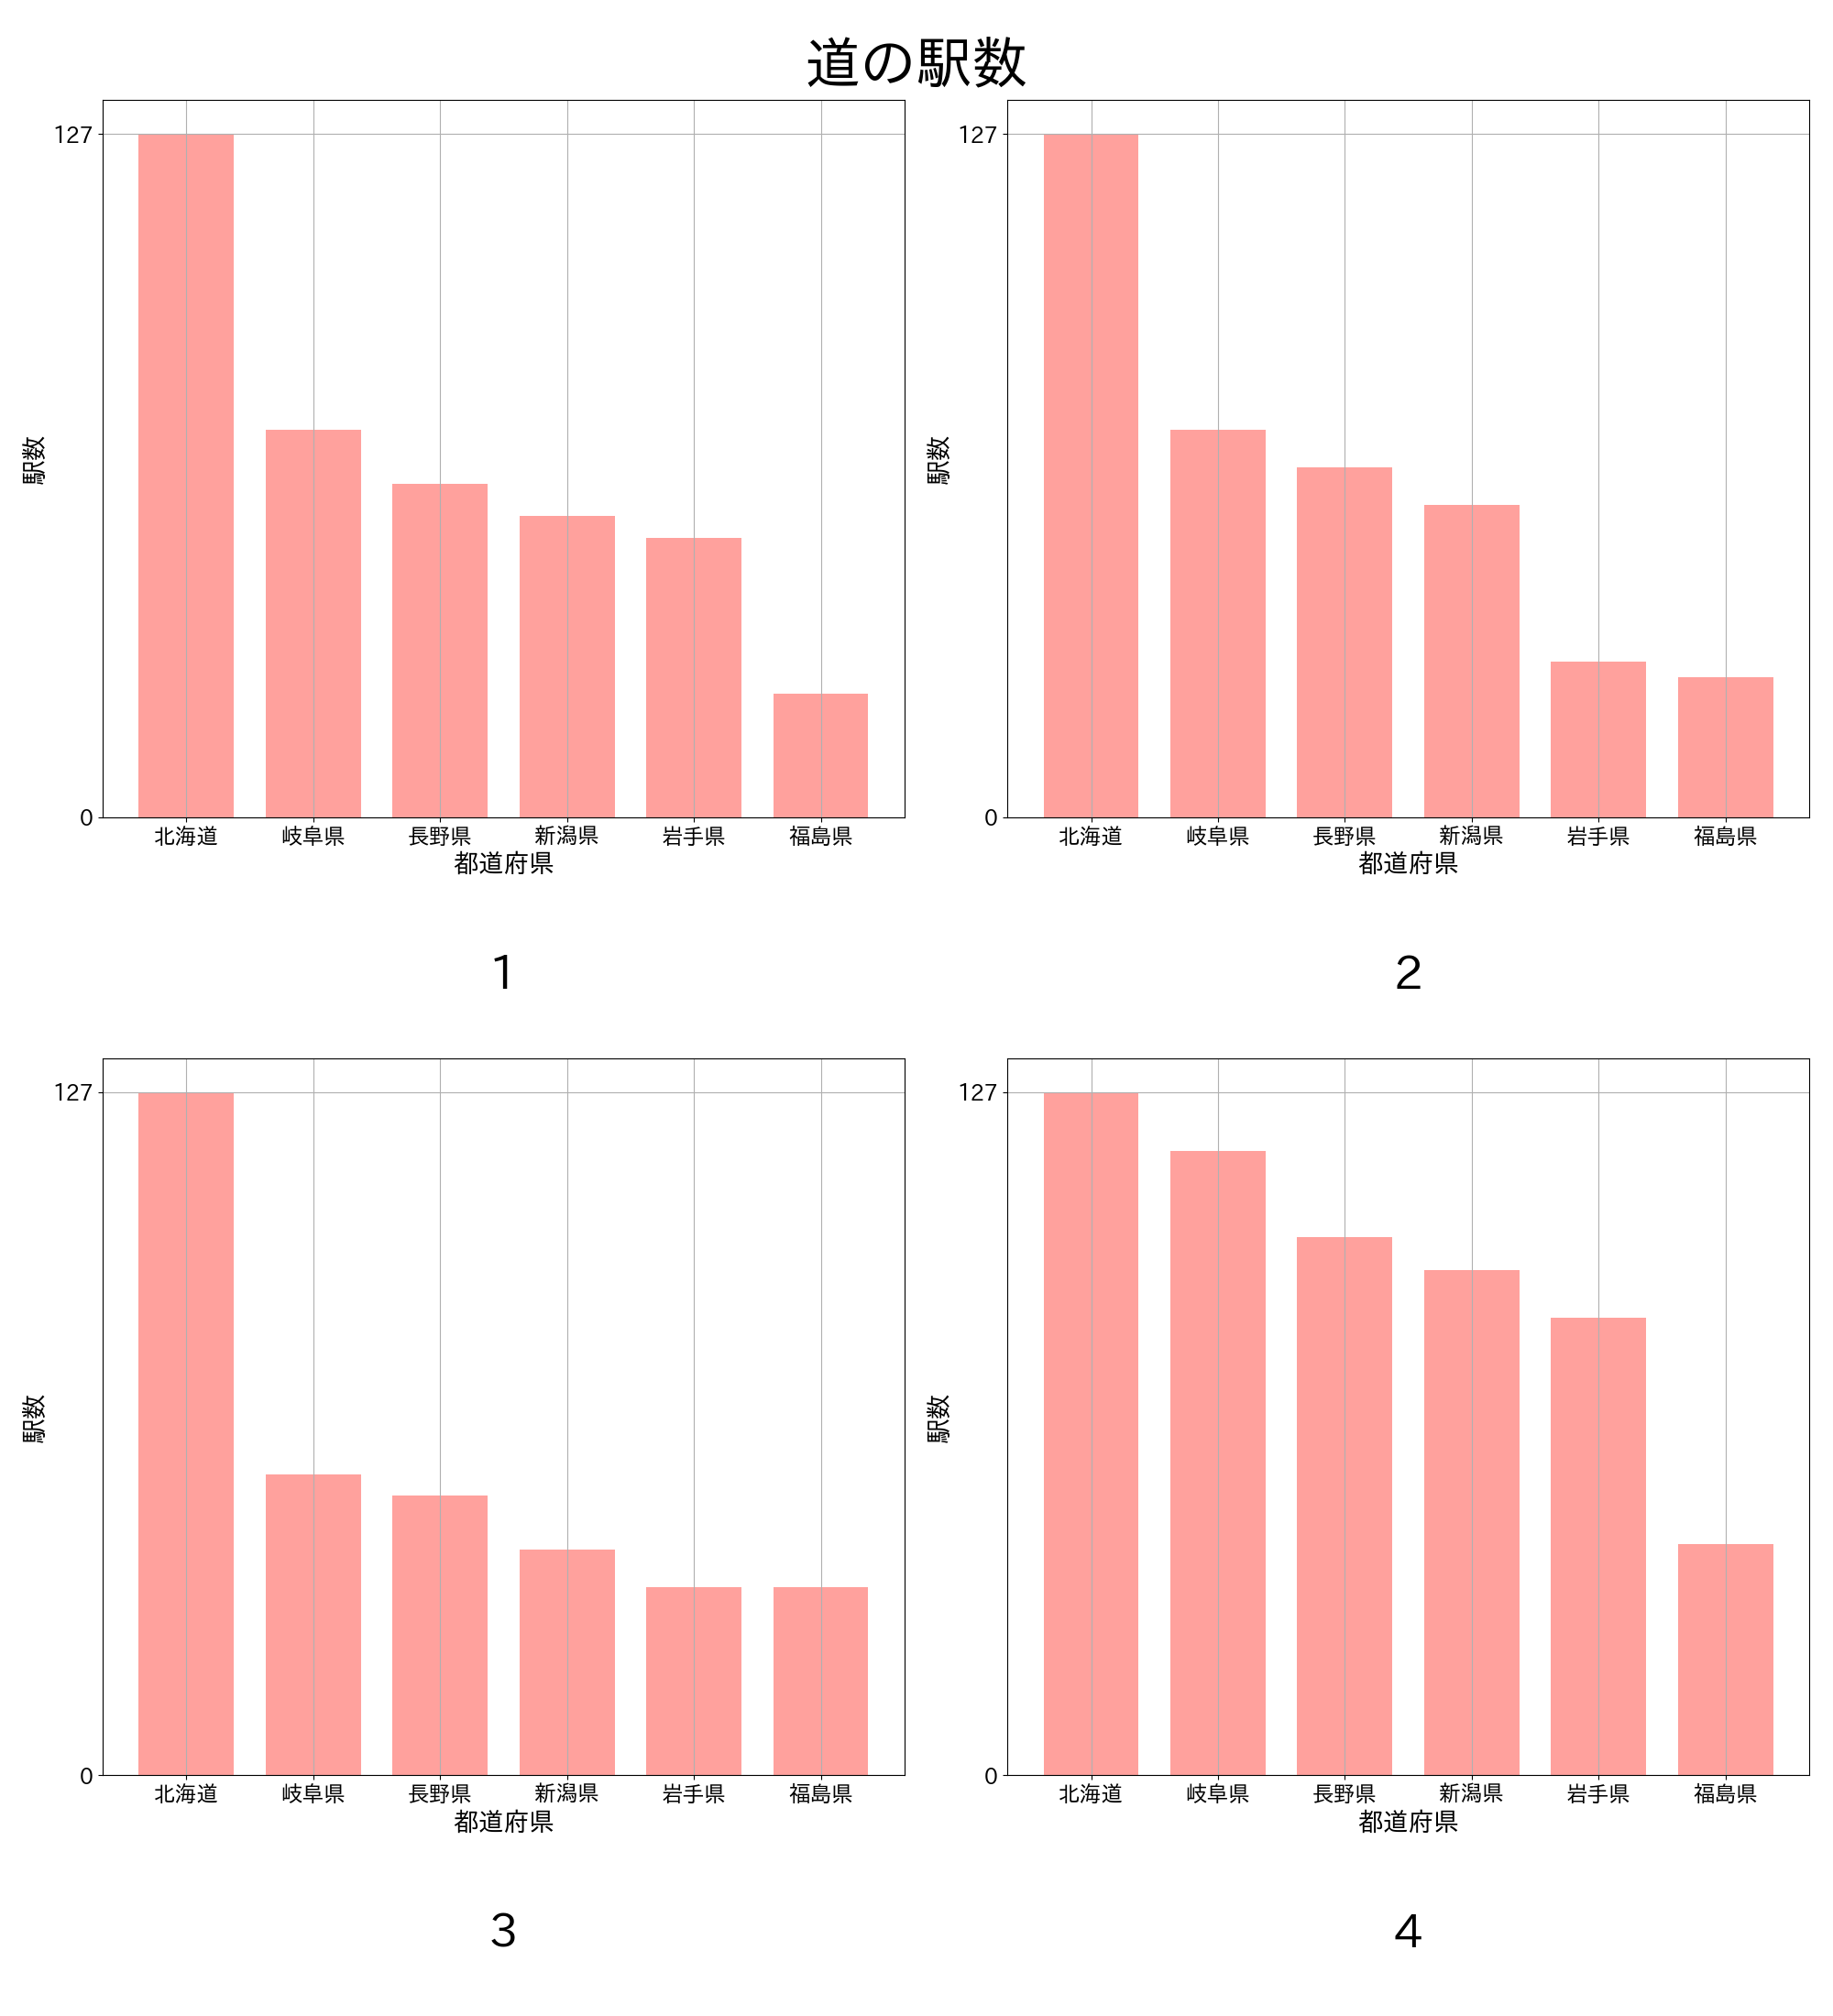 道の駅数
127
0
駅数
北海道 岐阜県 長野県 新潟県 岩手県 福島県
都道府県
1
127
0
駅数
北海道 岐阜県 長野県 新潟県 岩手県 福島県
都道府県
2
127
0
駅数
北海道 岐阜県 長野県 新潟県 岩手県 福島県
都道府県
3
127
0
駅数
北海道 岐阜県 長野県 新潟県 岩手県 福島県
都道府県
4